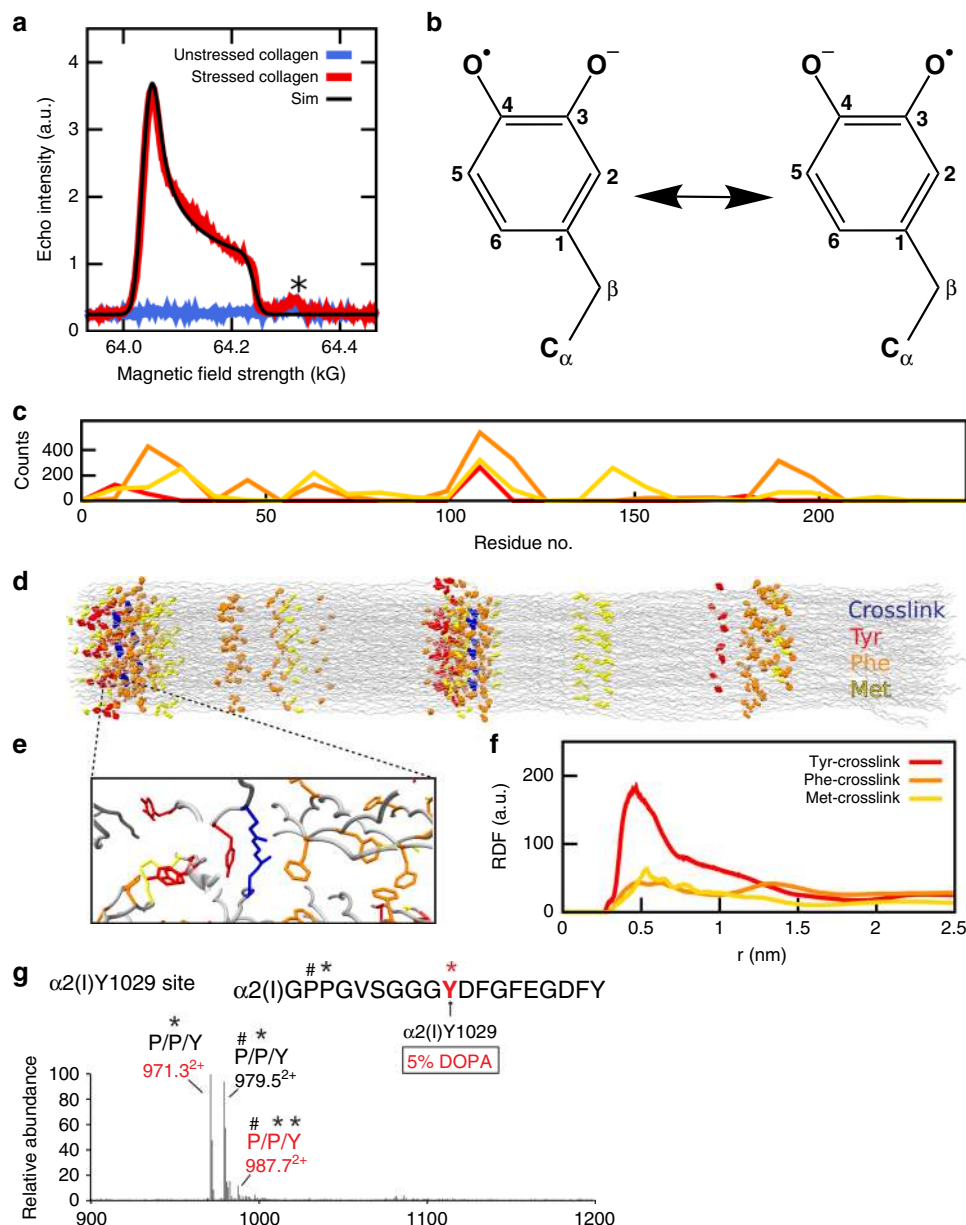 a
4
3
2
1
0
Echo intensity (a.u.)
Unstressed collagen
Stressed collagen
Sim
*
64.0 64.2 64.4
Magnetic field strength (kG)
b
O• O−
4 3
5 2
6 1
β
Cα
O− O•
4 3
5 2
6 1
β
Cα
c
Counts
400
200
0
0 50 100 150 200
Residue no.
d
Crosslink
Tyr
Phe
Met
e
f
Tyr-crosslink
Phe-crosslink
Met-crosslink
RDF (a.u.)
200
100
0
0 0.5 1 1.5 2 2.5
r (nm)
g
α2(I)Y1029 site
# * *
α2(I)GPPGVSGGGYDFGFEGDFY
α2(I)Y1029
5% DOPA
*
P/P/Y
971.3²⁺
# *
P/P/Y
979.5²⁺
# * *
P/P/Y
987.7²⁺
Relative abundance
100
80
60
40
20
0
900 1000 1100 1200